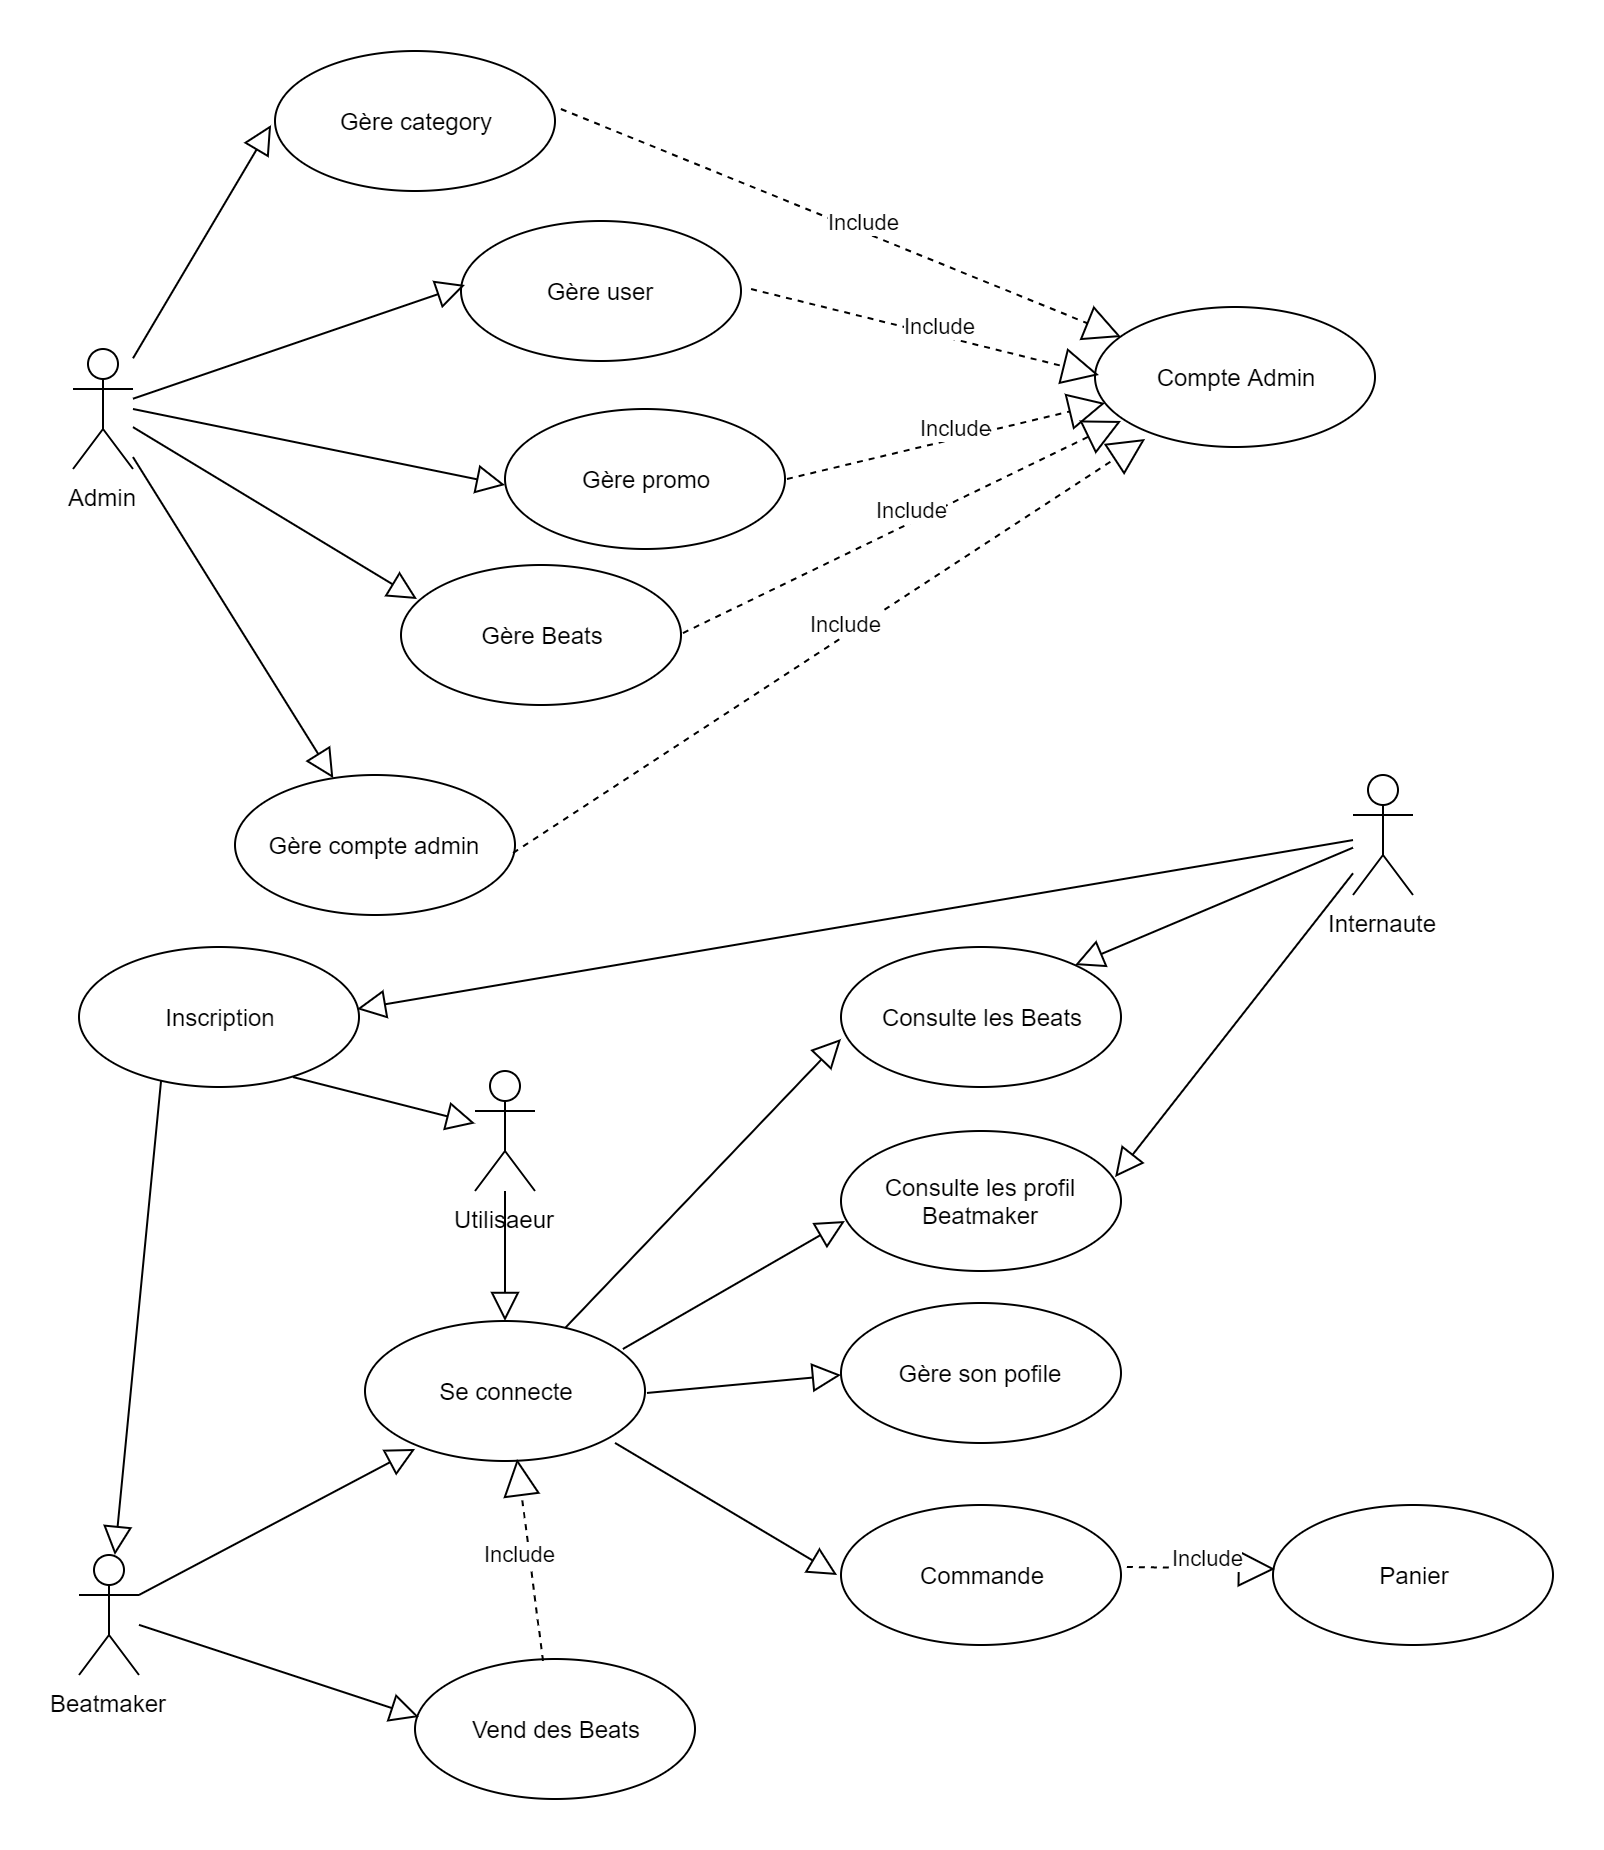 Gère category
Include
Gère user
Include
Compte Admin
Include
Gère promo
Admin
Include
Include
Gère Beats
Gère compte admin
Internaute
Inscription
Consulte les Beats
Consulte les profil
Beatmaker
Utilisaeur
Gère son pofile
Se connecte
Include
Include
Commande
Panier
Beatmaker
Vend des Beats